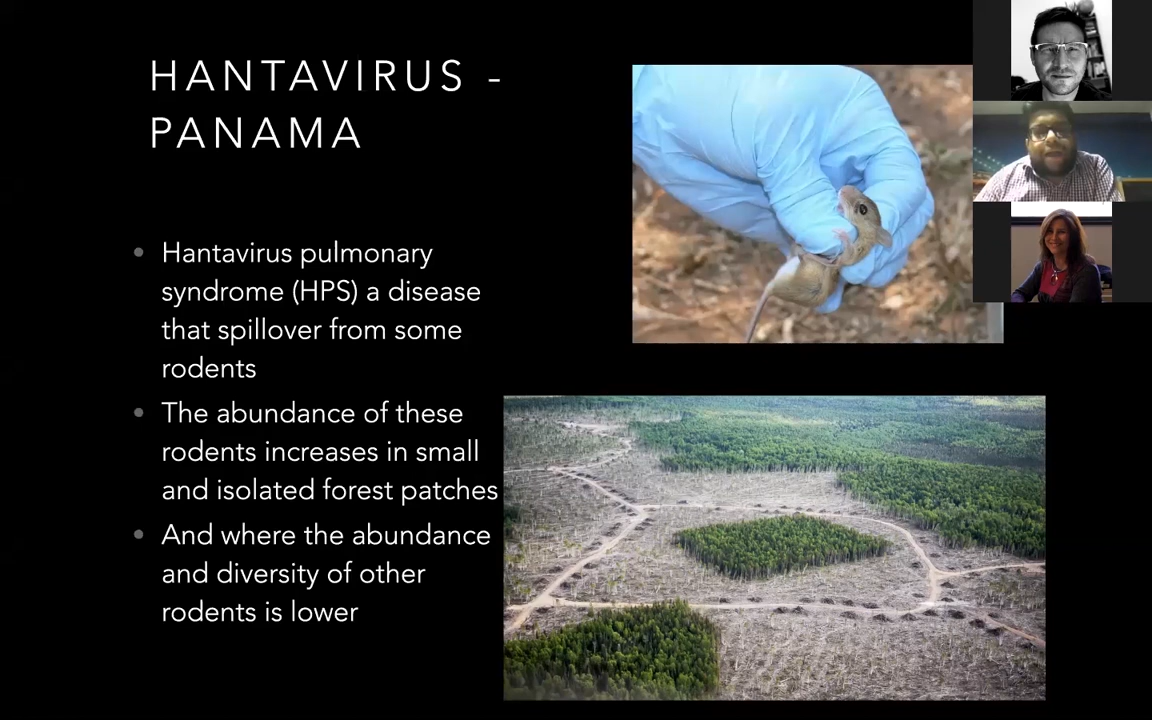 HANTAVIRUS -
PANAMA
Hantavirus pulmonary
syndrome (HPS) a disease
that spillover from some
rodents
The abundance of these
rodents increases in small
and isolated forest patches
And where the abundance
and diversity of other
rodents is lower